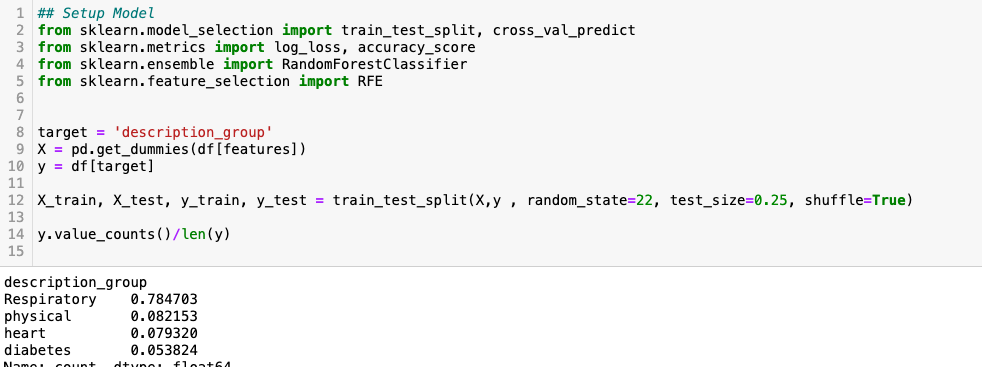 1 ## Setup Model
2 from sklearn.model_selection import train_test_split, cross_val_predict
3 from sklearn.metrics import log_loss, accuracy_score
4 from sklearn.ensemble import RandomForestClassifier
5 from sklearn.feature_selection import RFE
6
7
8 target = 'description_group'
9 X = pd.get_dummies(df[features])
10 y = df[target]
11
12 X_train, X_test, y_train, y_test = train_test_split(X,y , random_state=22, test_size=0.25, shuffle=True)
13
14 y.value_counts()/len(y)
15
description_group
Respiratory 0.784703
physical 0.082153
heart 0.079320
diabetes 0.053824
Name: count, dtype: float64